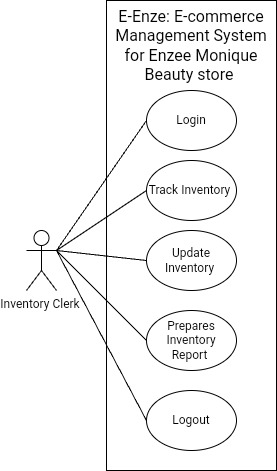 E-Enze: E-commerce
Management System
for Enzee Monique
Beauty store
Login
Track Inventory
Update
Inventory
Inventory Clerk
Prepares
Inventory
Report
Logout